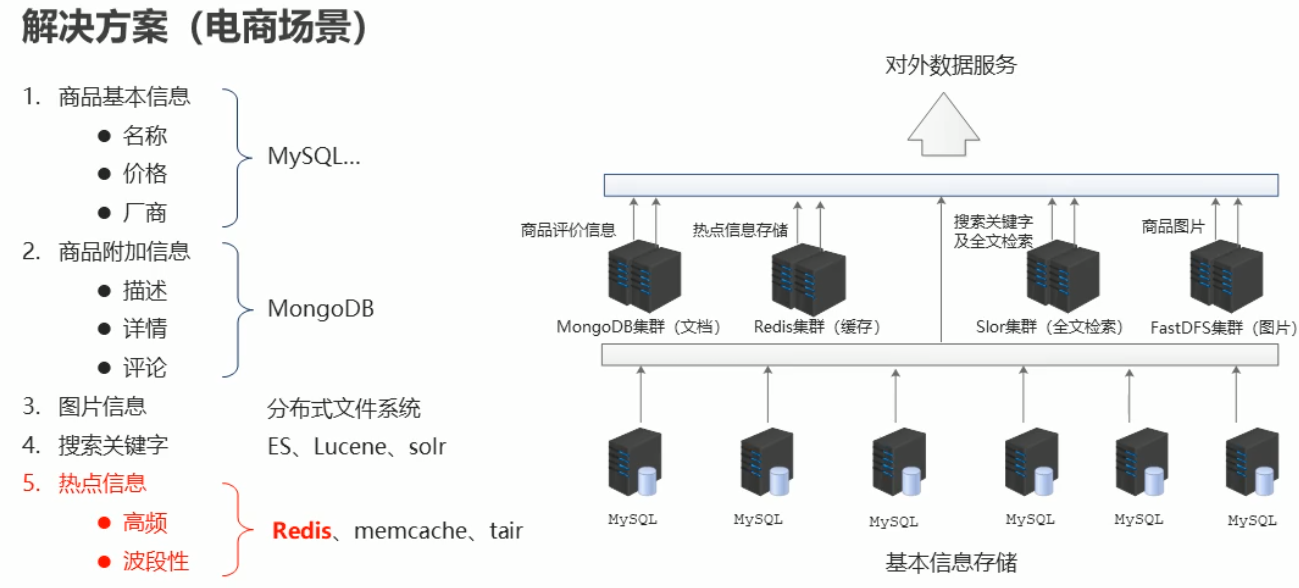 解决方案（电商场景）
1. 商品基本信息
● 名称
● 价格
● 厂商
MySQL...
2. 商品附加信息
● 描述
● 详情
● 评论
MongoDB
3. 图片信息 分布式文件系统
4. 搜索关键字 ES、Lucene、solr
5. 热点信息
● 高频
● 波段性
Redis、memcache、tair
对外数据服务
商品评价信息
热点信息存储
搜索关键字
及全文检索
商品图片
MongoDB集群（文档）
Redis集群（缓存）
Slor集群（全文检索）
FastDFS集群（图片）
MySQL
MySQL
MySQL
MySQL
MySQL
MySQL
基本信息存储